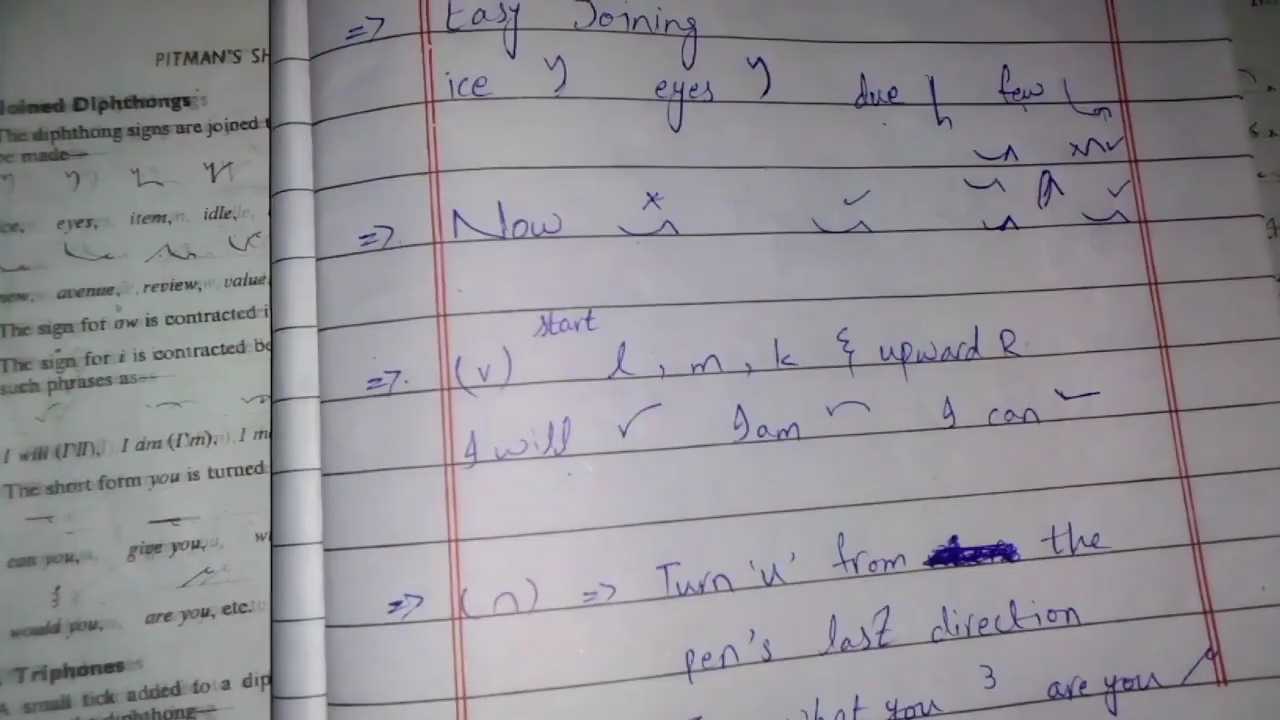 PITMAN'S SH
Joined Diphthongs
The diphthong signs are joined
be made—
eyes, item, idle,
avenue, review, value
The sign for ow is contracted
The sign for i is contracted be
such phrases as—
I will (I'll), I am (I'm), I m
The short form you is turned
can you, give you, w
would you, are you, etc.
Triphones
A small tick added to a dip
diphthong—
=> Easy Joining
ice eyes due few
=> Now
start
=> (v) l, m, k & upward R
I will I am I can
=> (n) => Turn 'u' from the
pen's last direction
what you are you